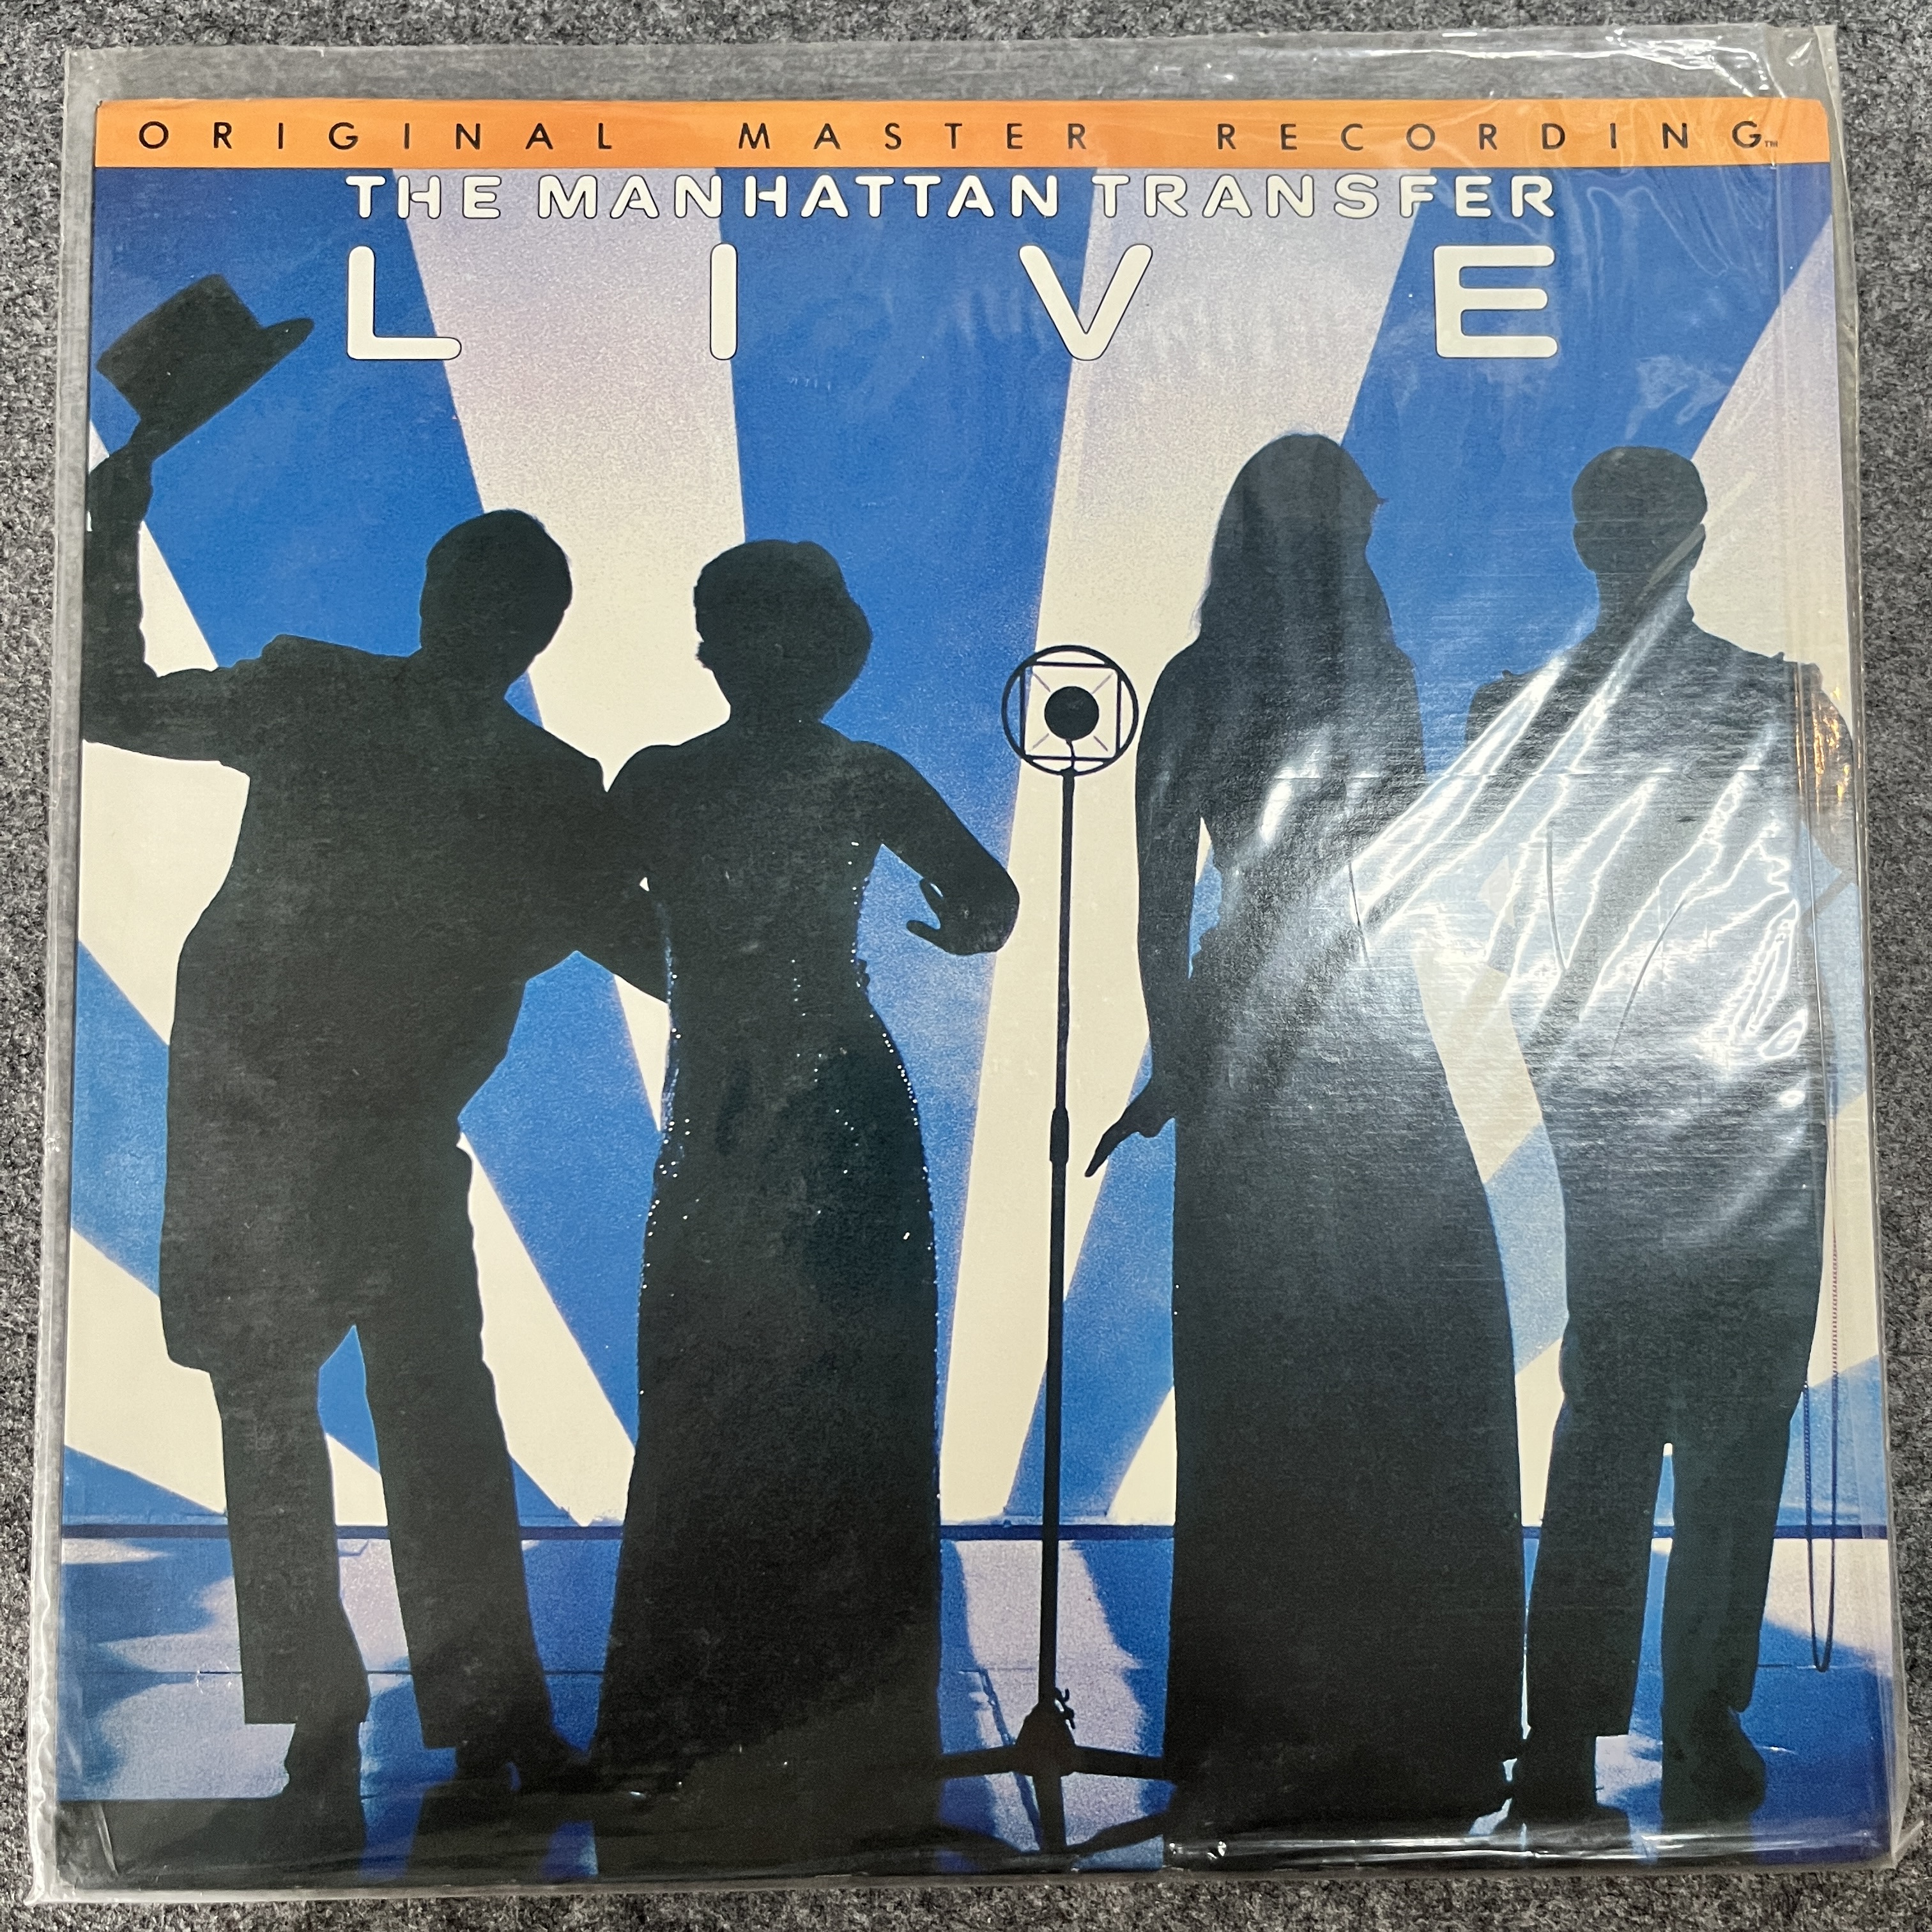 ORIGINAL MASTER RECORDING™
THE MANHATTAN TRANSFER
LIVE